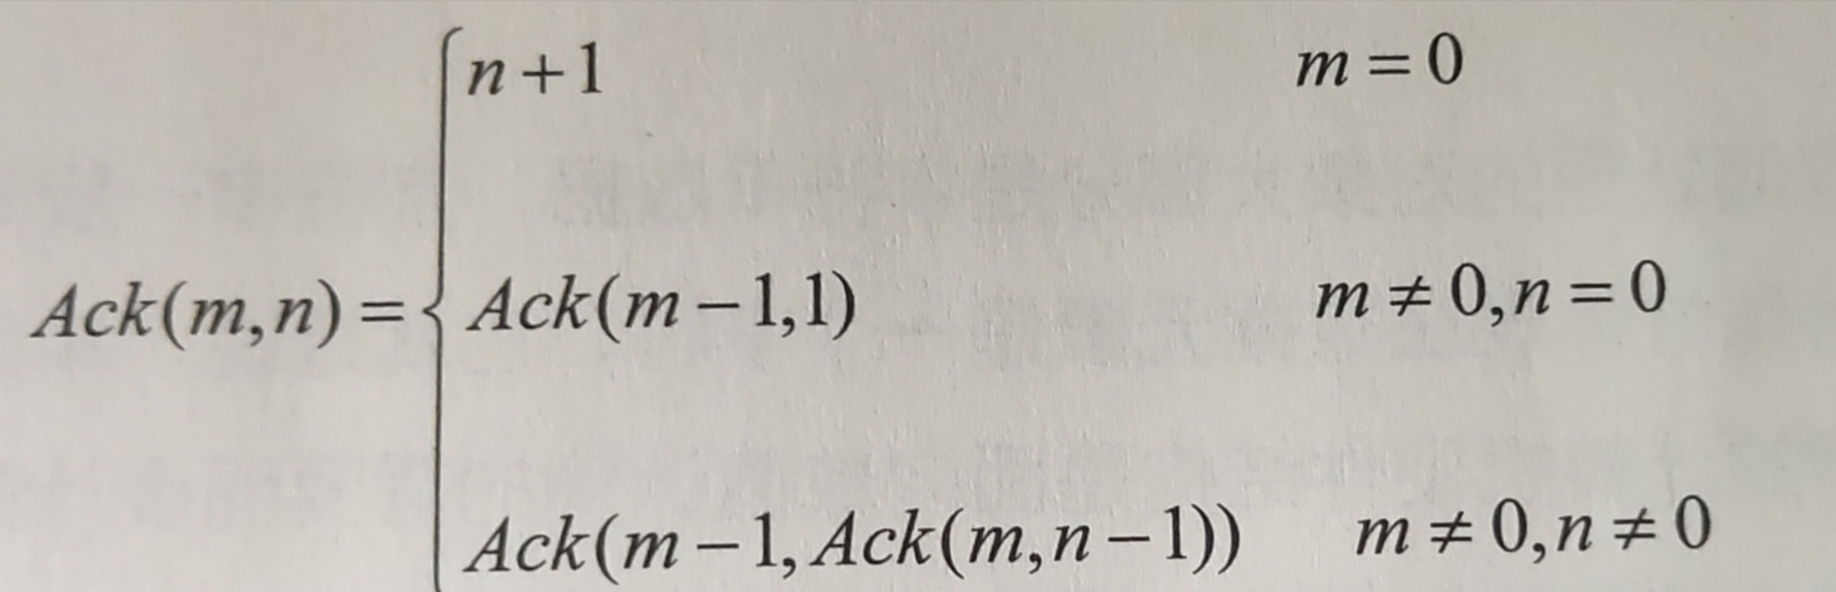 n+1 m=0
Ack(m,n)= Ack(m−1,1) m≠0,n=0
Ack(m−1,Ack(m,n−1)) m≠0,n≠0